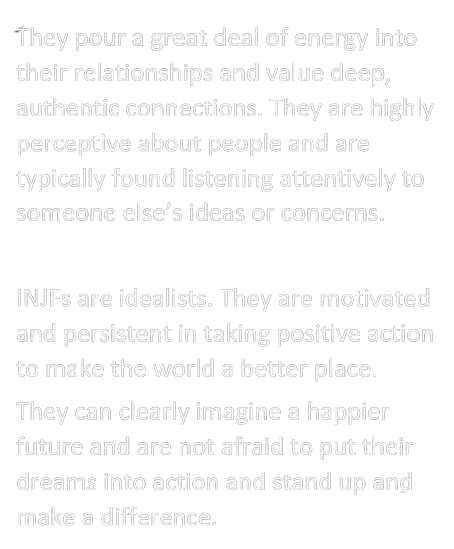 They pour a great deal of energy into
their relationships and value deep,
authentic connections. They are highly
perceptive about people and are
typically found listening attentively to
someone else’s ideas or concerns.
INJFs are idealists. They are motivated
and persistent in taking positive action
to make the world a better place.
They can clearly imagine a happier
future and are not afraid to put their
dreams into action and stand up and
make a difference.